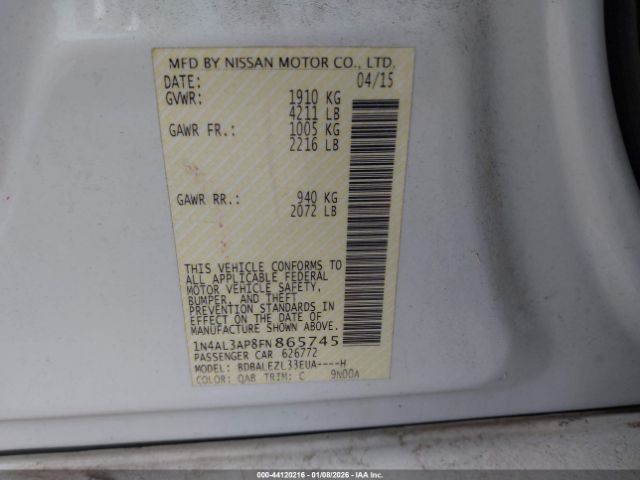 MFD BY NISSAN MOTOR CO., LTD.
DATE: 04/15
GVWR: 1910 KG
4211 LB
GAWR FR.: 1005 KG
2216 LB
GAWR RR.: 940 KG
2072 LB
THIS VEHICLE CONFORMS TO
ALL APPLICABLE FEDERAL
MOTOR VEHICLE SAFETY,
BUMPER, AND THEFT
PREVENTION STANDARDS IN
EFFECT ON THE DATE OF
MANUFACTURE SHOWN ABOVE.
1N4AL3AP8FN865745
PASSENGER CAR 626772
MODEL: BDBALEZL33EUA----H
COLOR: QAB TRIM: C 9N00A
000-44120216 | 01/08/2026 - IAA Inc.